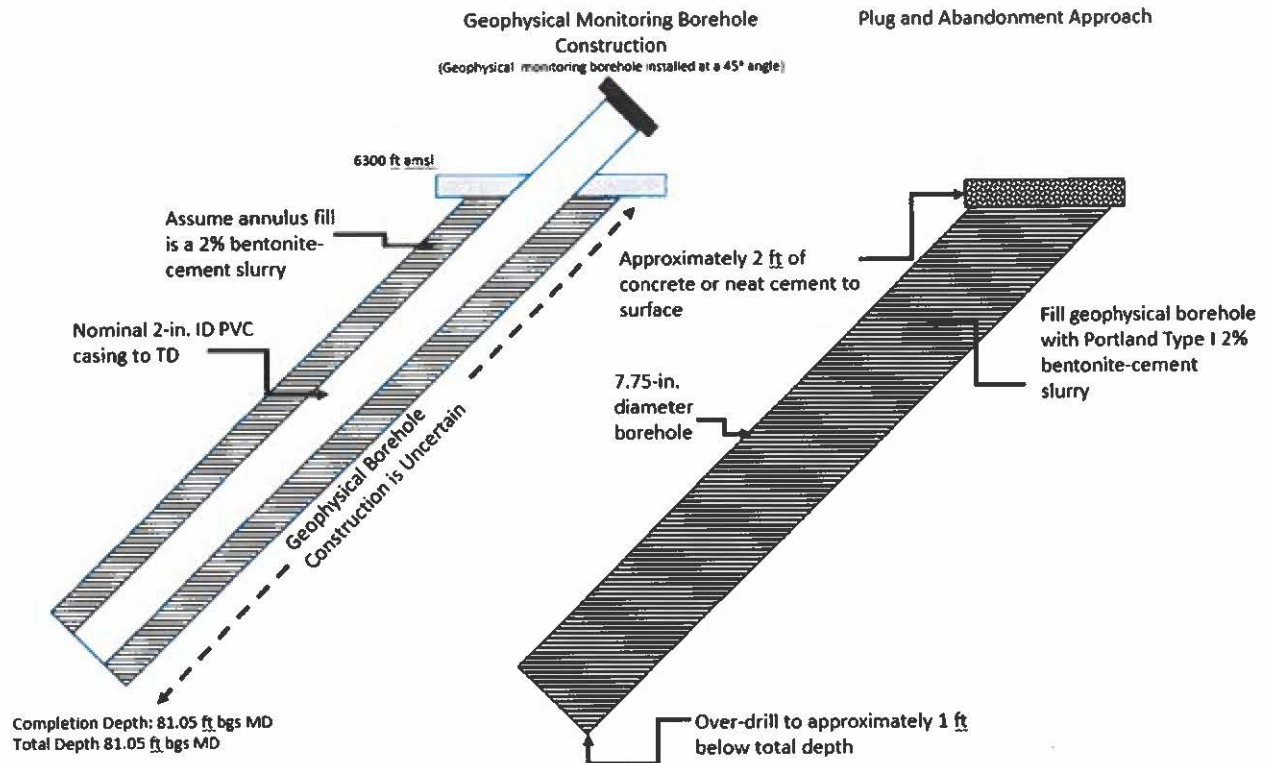 Geophysical Monitoring Borehole
Construction
(Geophysical monitoring borehole installed at a 45° angle)
Plug and Abandonment Approach
6300 ft amsl
Assume annulus fill
is a 2% bentonite-
cement slurry
Nominal 2-in. ID PVC
casing to TD
Geophysical Borehole
Construction is Uncertain
Completion Depth: 81.05 ft bgs MD
Total Depth 81.05 ft bgs MD
Approximately 2 ft of
concrete or neat cement to
surface
7.75-in.
diameter
borehole
Fill geophysical borehole
with Portland Type I 2%
bentonite-cement
slurry
Over-drill to approximately 1 ft
below total depth